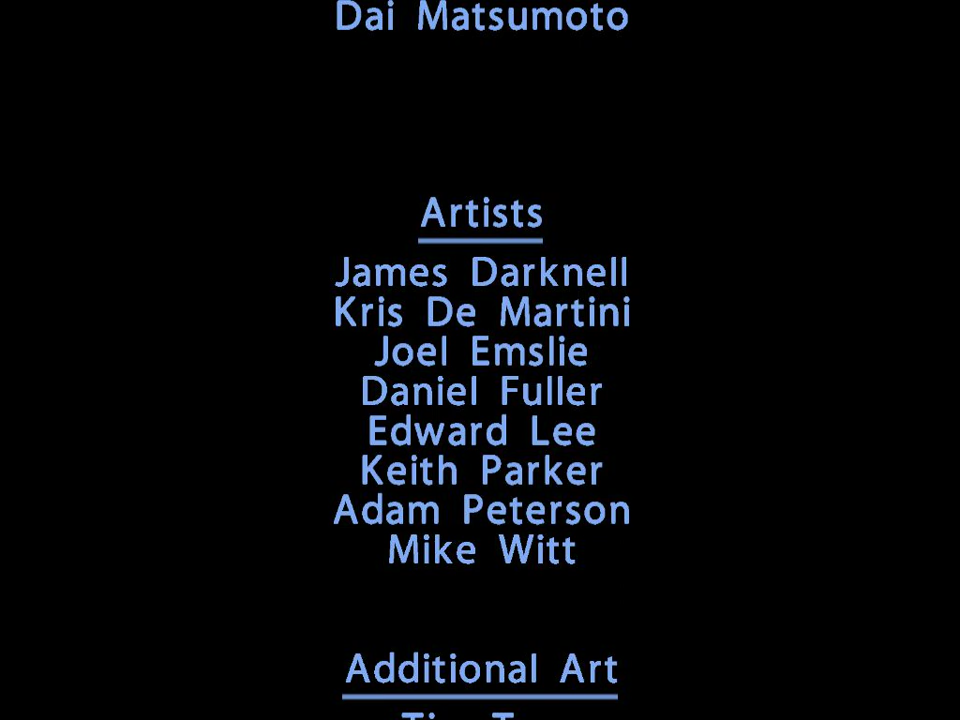 Dai Matsumoto
Artists
James Darknell
Kris De Martini
Joel Emslie
Daniel Fuller
Edward Lee
Keith Parker
Adam Peterson
Mike Witt
Additional Art